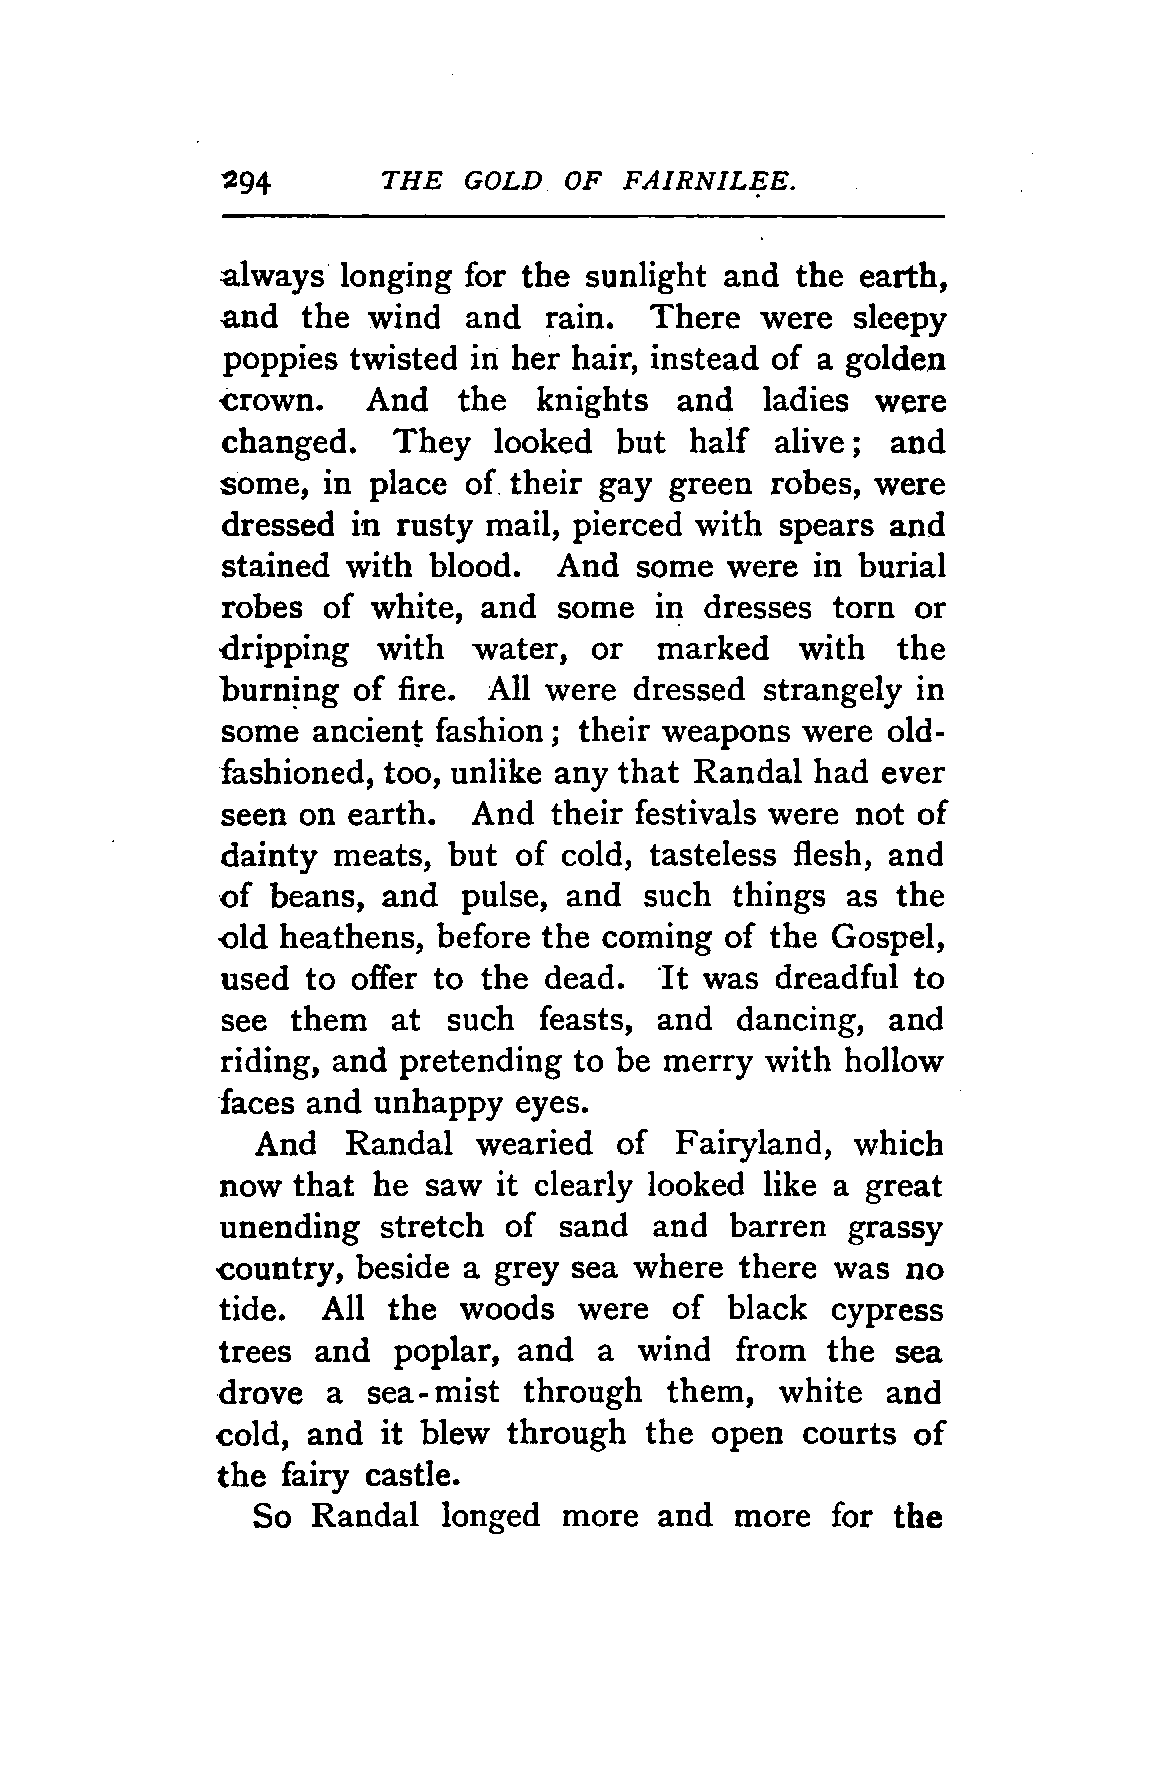 294 THE GOLD OF FAIRNILEE.
always longing for the sunlight and the earth,
and the wind and rain. There were sleepy
poppies twisted in her hair, instead of a golden
crown. And the knights and ladies were
changed. They looked but half alive; and
some, in place of their gay green robes, were
dressed in rusty mail, pierced with spears and
stained with blood. And some were in burial
robes of white, and some in dresses torn or
dripping with water, or marked with the
burning of fire. All were dressed strangely in
some ancient fashion; their weapons were old-
fashioned, too, unlike any that Randal had ever
seen on earth. And their festivals were not of
dainty meats, but of cold, tasteless flesh, and
of beans, and pulse, and such things as the
old heathens, before the coming of the Gospel,
used to offer to the dead. It was dreadful to
see them at such feasts, and dancing, and
riding, and pretending to be merry with hollow
faces and unhappy eyes.
And Randal wearied of Fairyland, which
now that he saw it clearly looked like a great
unending stretch of sand and barren grassy
country, beside a grey sea where there was no
tide. All the woods were of black cypress
trees and poplar, and a wind from the sea
drove a sea-mist through them, white and
cold, and it blew through the open courts of
the fairy castle.
So Randal longed more and more for the